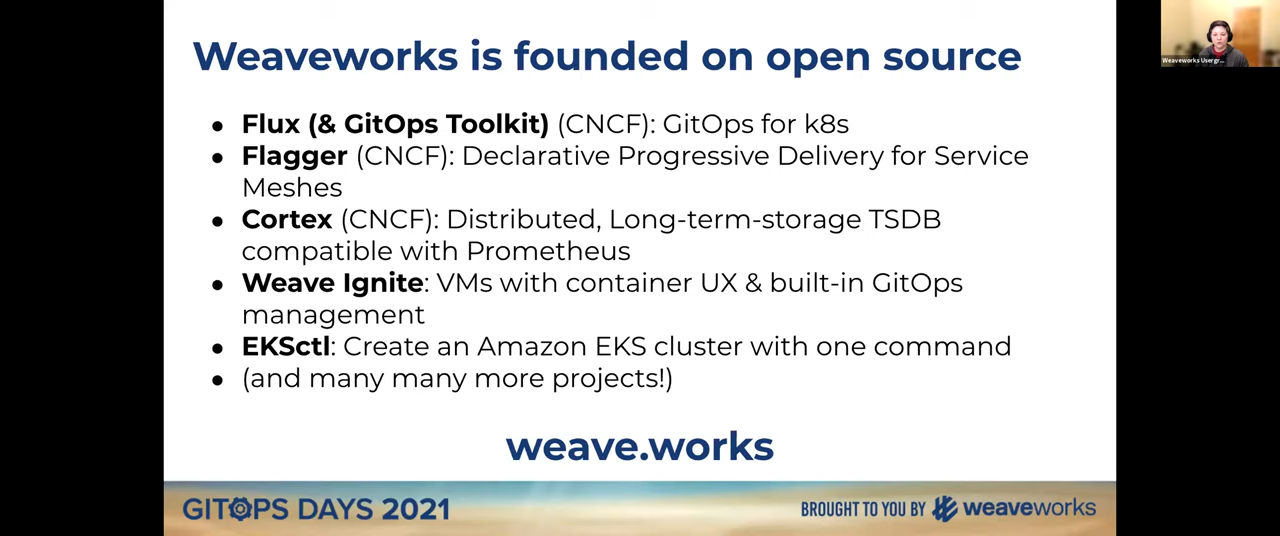 Weaveworks is founded on open source
● Flux (& GitOps Toolkit) (CNCF): GitOps for k8s
● Flagger (CNCF): Declarative Progressive Delivery for Service
Meshes
● Cortex (CNCF): Distributed, Long-term-storage TSDB
compatible with Prometheus
● Weave Ignite: VMs with container UX & built-in GitOps
management
● EKSctl: Create an Amazon EKS cluster with one command
● (and many many more projects!)
weave.works
GITOPS DAYS 2021
BROUGHT TO YOU BY weaveworks
Weaveworks Usergr...